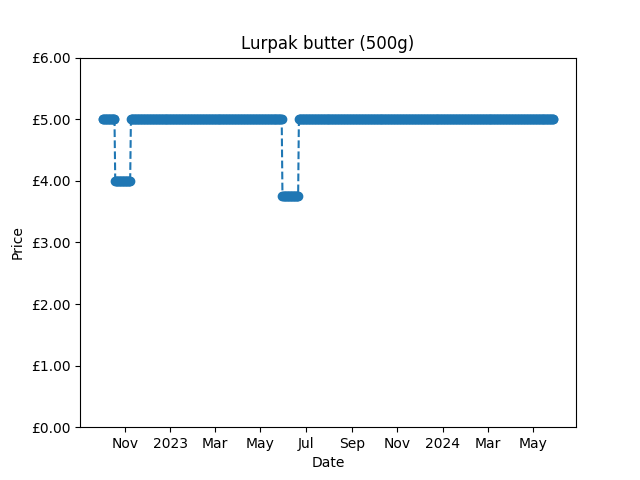 Lurpak butter (500g)
£6.00
£5.00
£4.00
£3.00
£2.00
£1.00
£0.00
Price
Nov 2023 Mar May Jul Sep Nov 2024 Mar May
Date